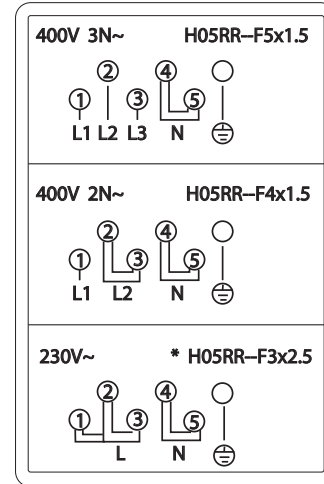 400V 3N~ H05RR--F5x1.5
2 4
1 3 5
L1 L2 L3 N
400V 2N~ H05RR--F4x1.5
2 4
1 3 5
L1 L2 N
230V~ * H05RR--F3x2.5
2 4
1 3 5
L N